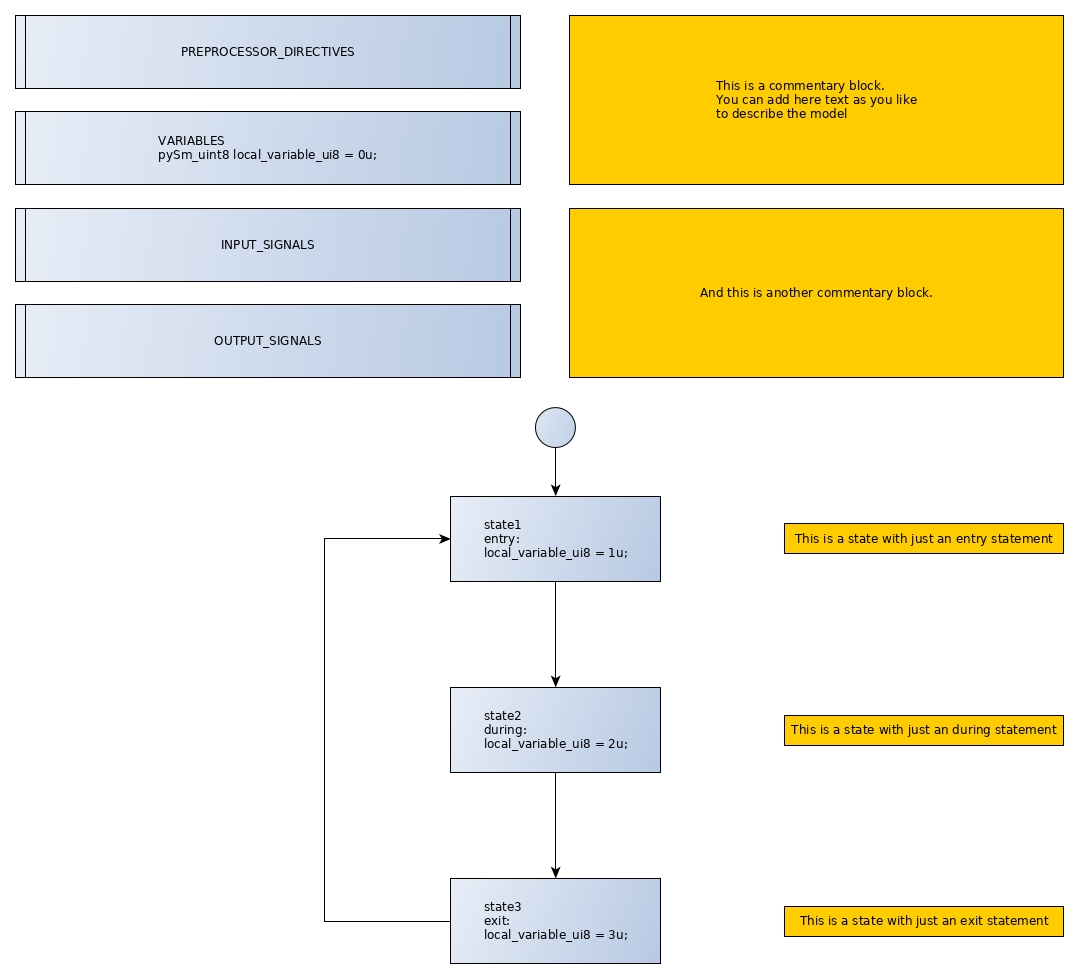 PREPROCESSOR_DIRECTIVES
VARIABLES
pySm_uint8 local_variable_ui8 = 0u;
INPUT_SIGNALS
OUTPUT_SIGNALS
This is a commentary block.
You can add here text as you like
to describe the model
And this is another commentary block.
state1
entry:
local_variable_ui8 = 1u;
This is a state with just an entry statement
state2
during:
local_variable_ui8 = 2u;
This is a state with just an during statement
state3
exit:
local_variable_ui8 = 3u;
This is a state with just an exit statement